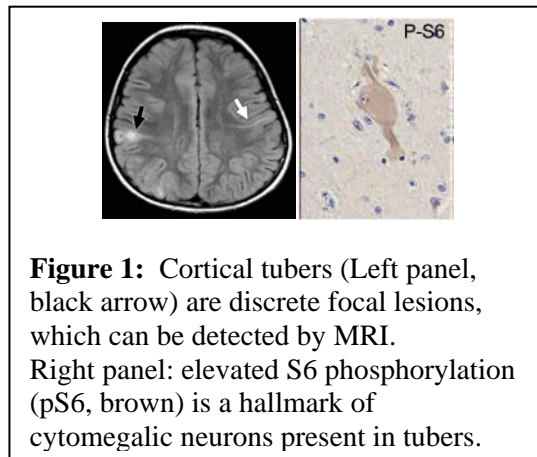 P-S6
Figure 1: Cortical tubers (Left panel,
black arrow) are discrete focal lesions,
which can be detected by MRI.
Right panel: elevated S6 phosphorylation
(pS6, brown) is a hallmark of
cytomegalic neurons present in tubers.